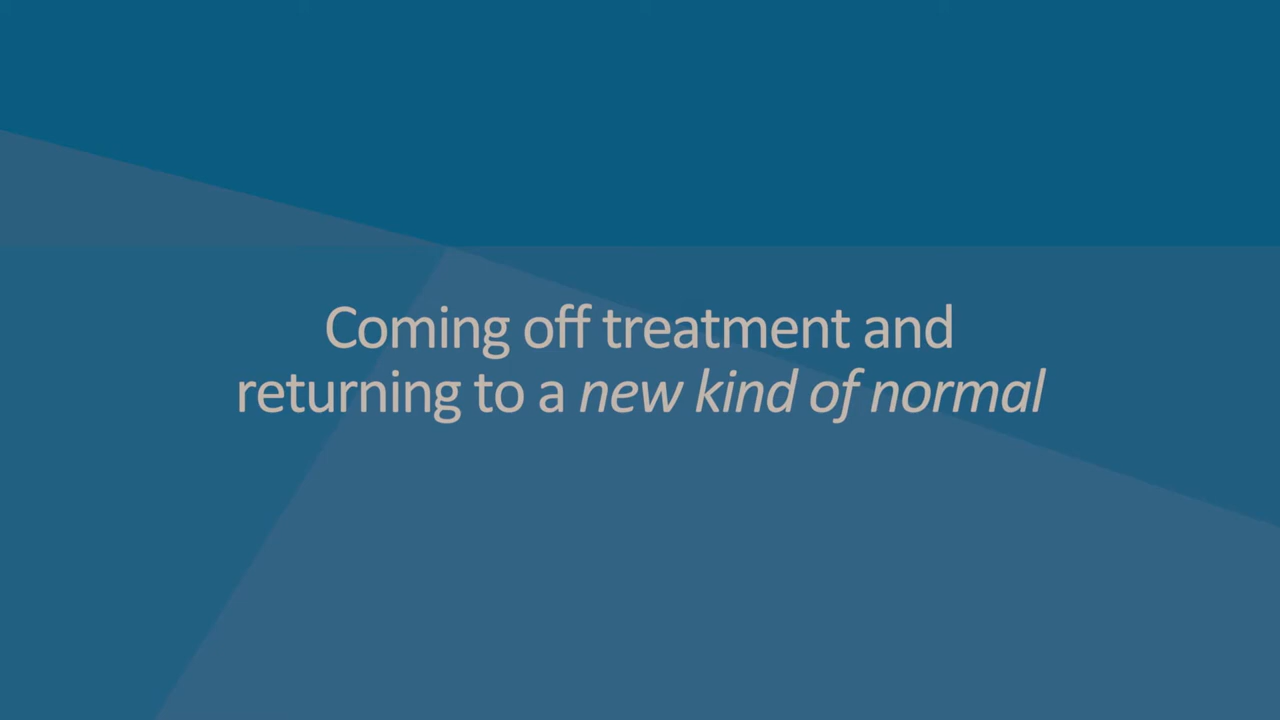 Coming off treatment and
returning to a new kind of normal